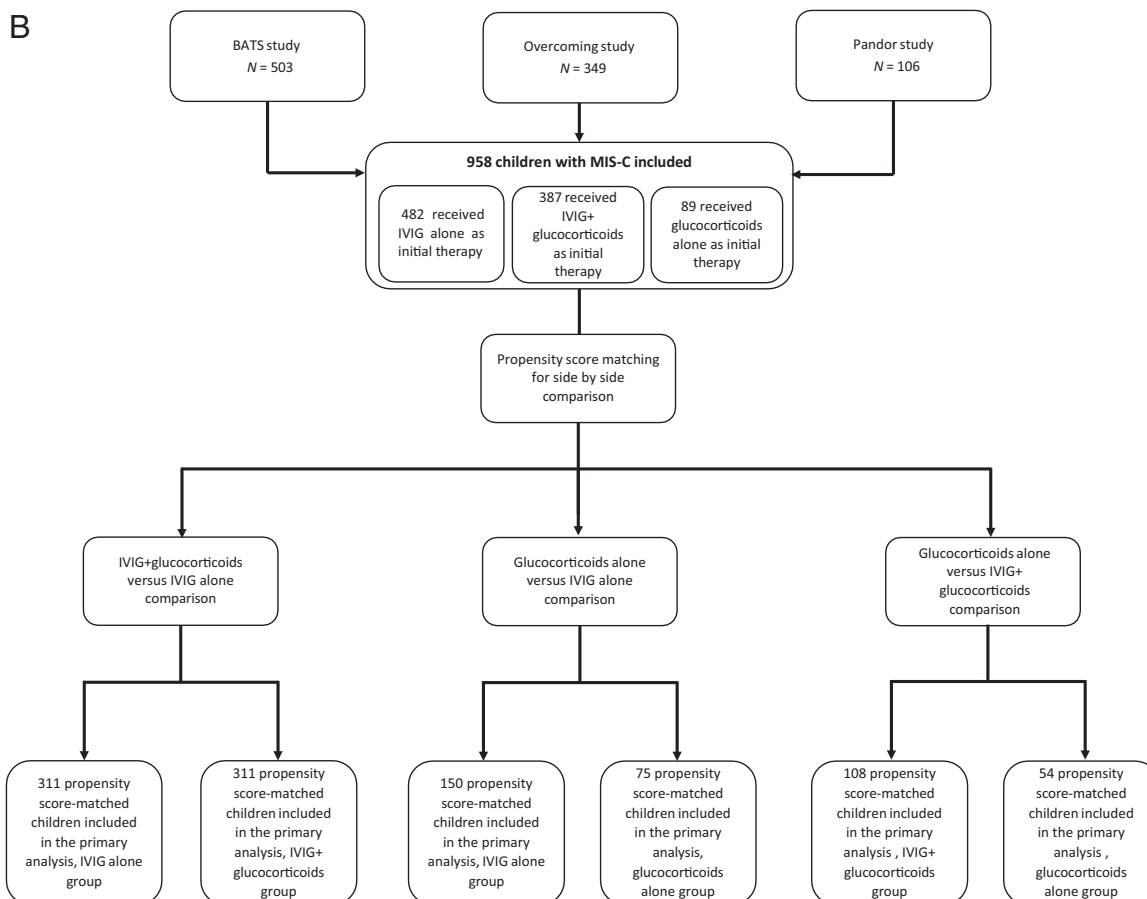 B
BATS study
N = 503
Overcoming study
N = 349
Pandor study
N = 106
958 children with MIS-C included
482 received
IVIG alone as
initial therapy
387 received
IVIG+
glucocorticoids
as initial
therapy
89 received
glucocorticoids
alone as initial
therapy
Propensity score matching
for side by side
comparison
IVIG+glucocorticoids
versus IVIG alone
comparison
Glucocorticoids alone
versus IVIG alone
comparison
Glucocorticoids alone
versus IVIG+
glucocorticoids
comparison
311 propensity
score-matched
children included
in the primary
analysis, IVIG alone
group
311 propensity
score-matched
children included
in the primary
analysis, IVIG+
glucocorticoids
group
150 propensity
score-matched
children included
in the primary
analysis, IVIG alone
group
75 propensity
score-matched
children included
in the primary
analysis,
glucocorticoids
alone group
108 propensity
score-matched
children included
in the primary
analysis , IVIG+
glucocorticoids
group
54 propensity
score-matched
children included
in the primary
analysis ,
glucocorticoids
alone group